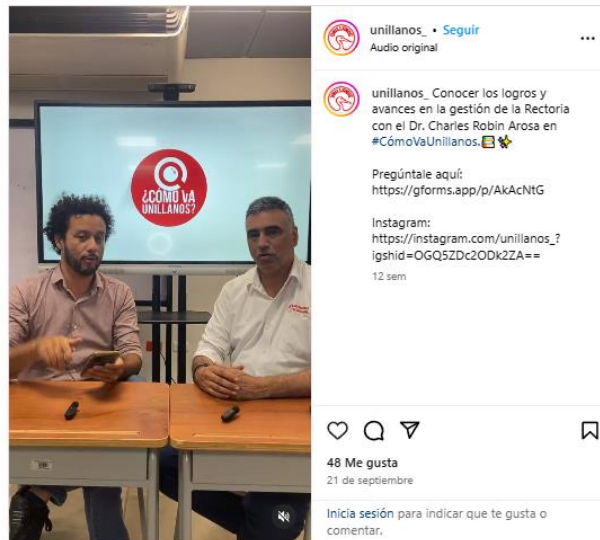 ¿CÓMO VA
UNILLANOS?
unillanos_ • Seguir
Audio original
unillanos_ Conocer los logros y
avances en la gestión de la Rectoria
con el Dr. Charles Robin Arosa en
#CómoVaUnillanos.
Pregúntale aquí:
https://gforms.app/p/AkAcNtG
Instagram:
https://instagram.com/unillanos_?
igshid=OGQ5ZDc2ODk2ZA==
12 sem
48 Me gusta
21 de septiembre
Inicia sesión para indicar que te gusta o
comentar.